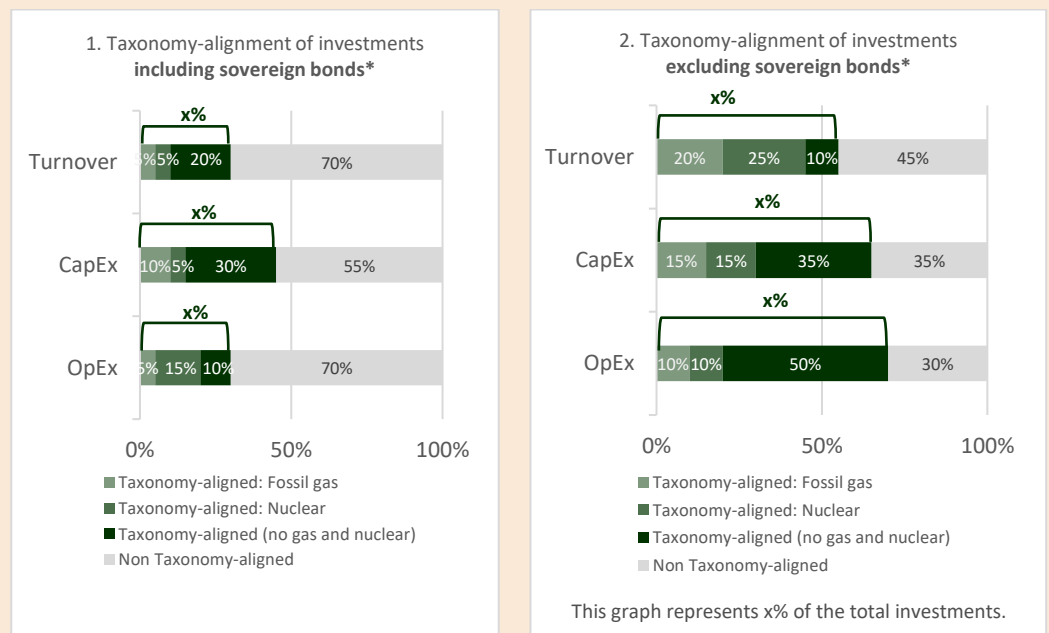 1. Taxonomy-alignment of investments
including sovereign bonds*
x%
Turnover
5% 20% 70%
x%
CapEx
10% 5% 30% 55%
x%
OpEx
15% 10% 70%
0% 50% 100%
Taxonomy-aligned: Fossil gas
Taxonomy-aligned: Nuclear
Taxonomy-aligned (no gas and nuclear)
Non Taxonomy-aligned
2. Taxonomy-alignment of investments
excluding sovereign bonds*
x%
Turnover
20% 25% 10% 45%
x%
CapEx
15% 15% 35% 35%
x%
OpEx
10% 10% 50% 30%
0% 50% 100%
Taxonomy-aligned: Fossil gas
Taxonomy-aligned: Nuclear
Taxonomy-aligned (no gas and nuclear)
Non Taxonomy-aligned
This graph represents x% of the total investments.